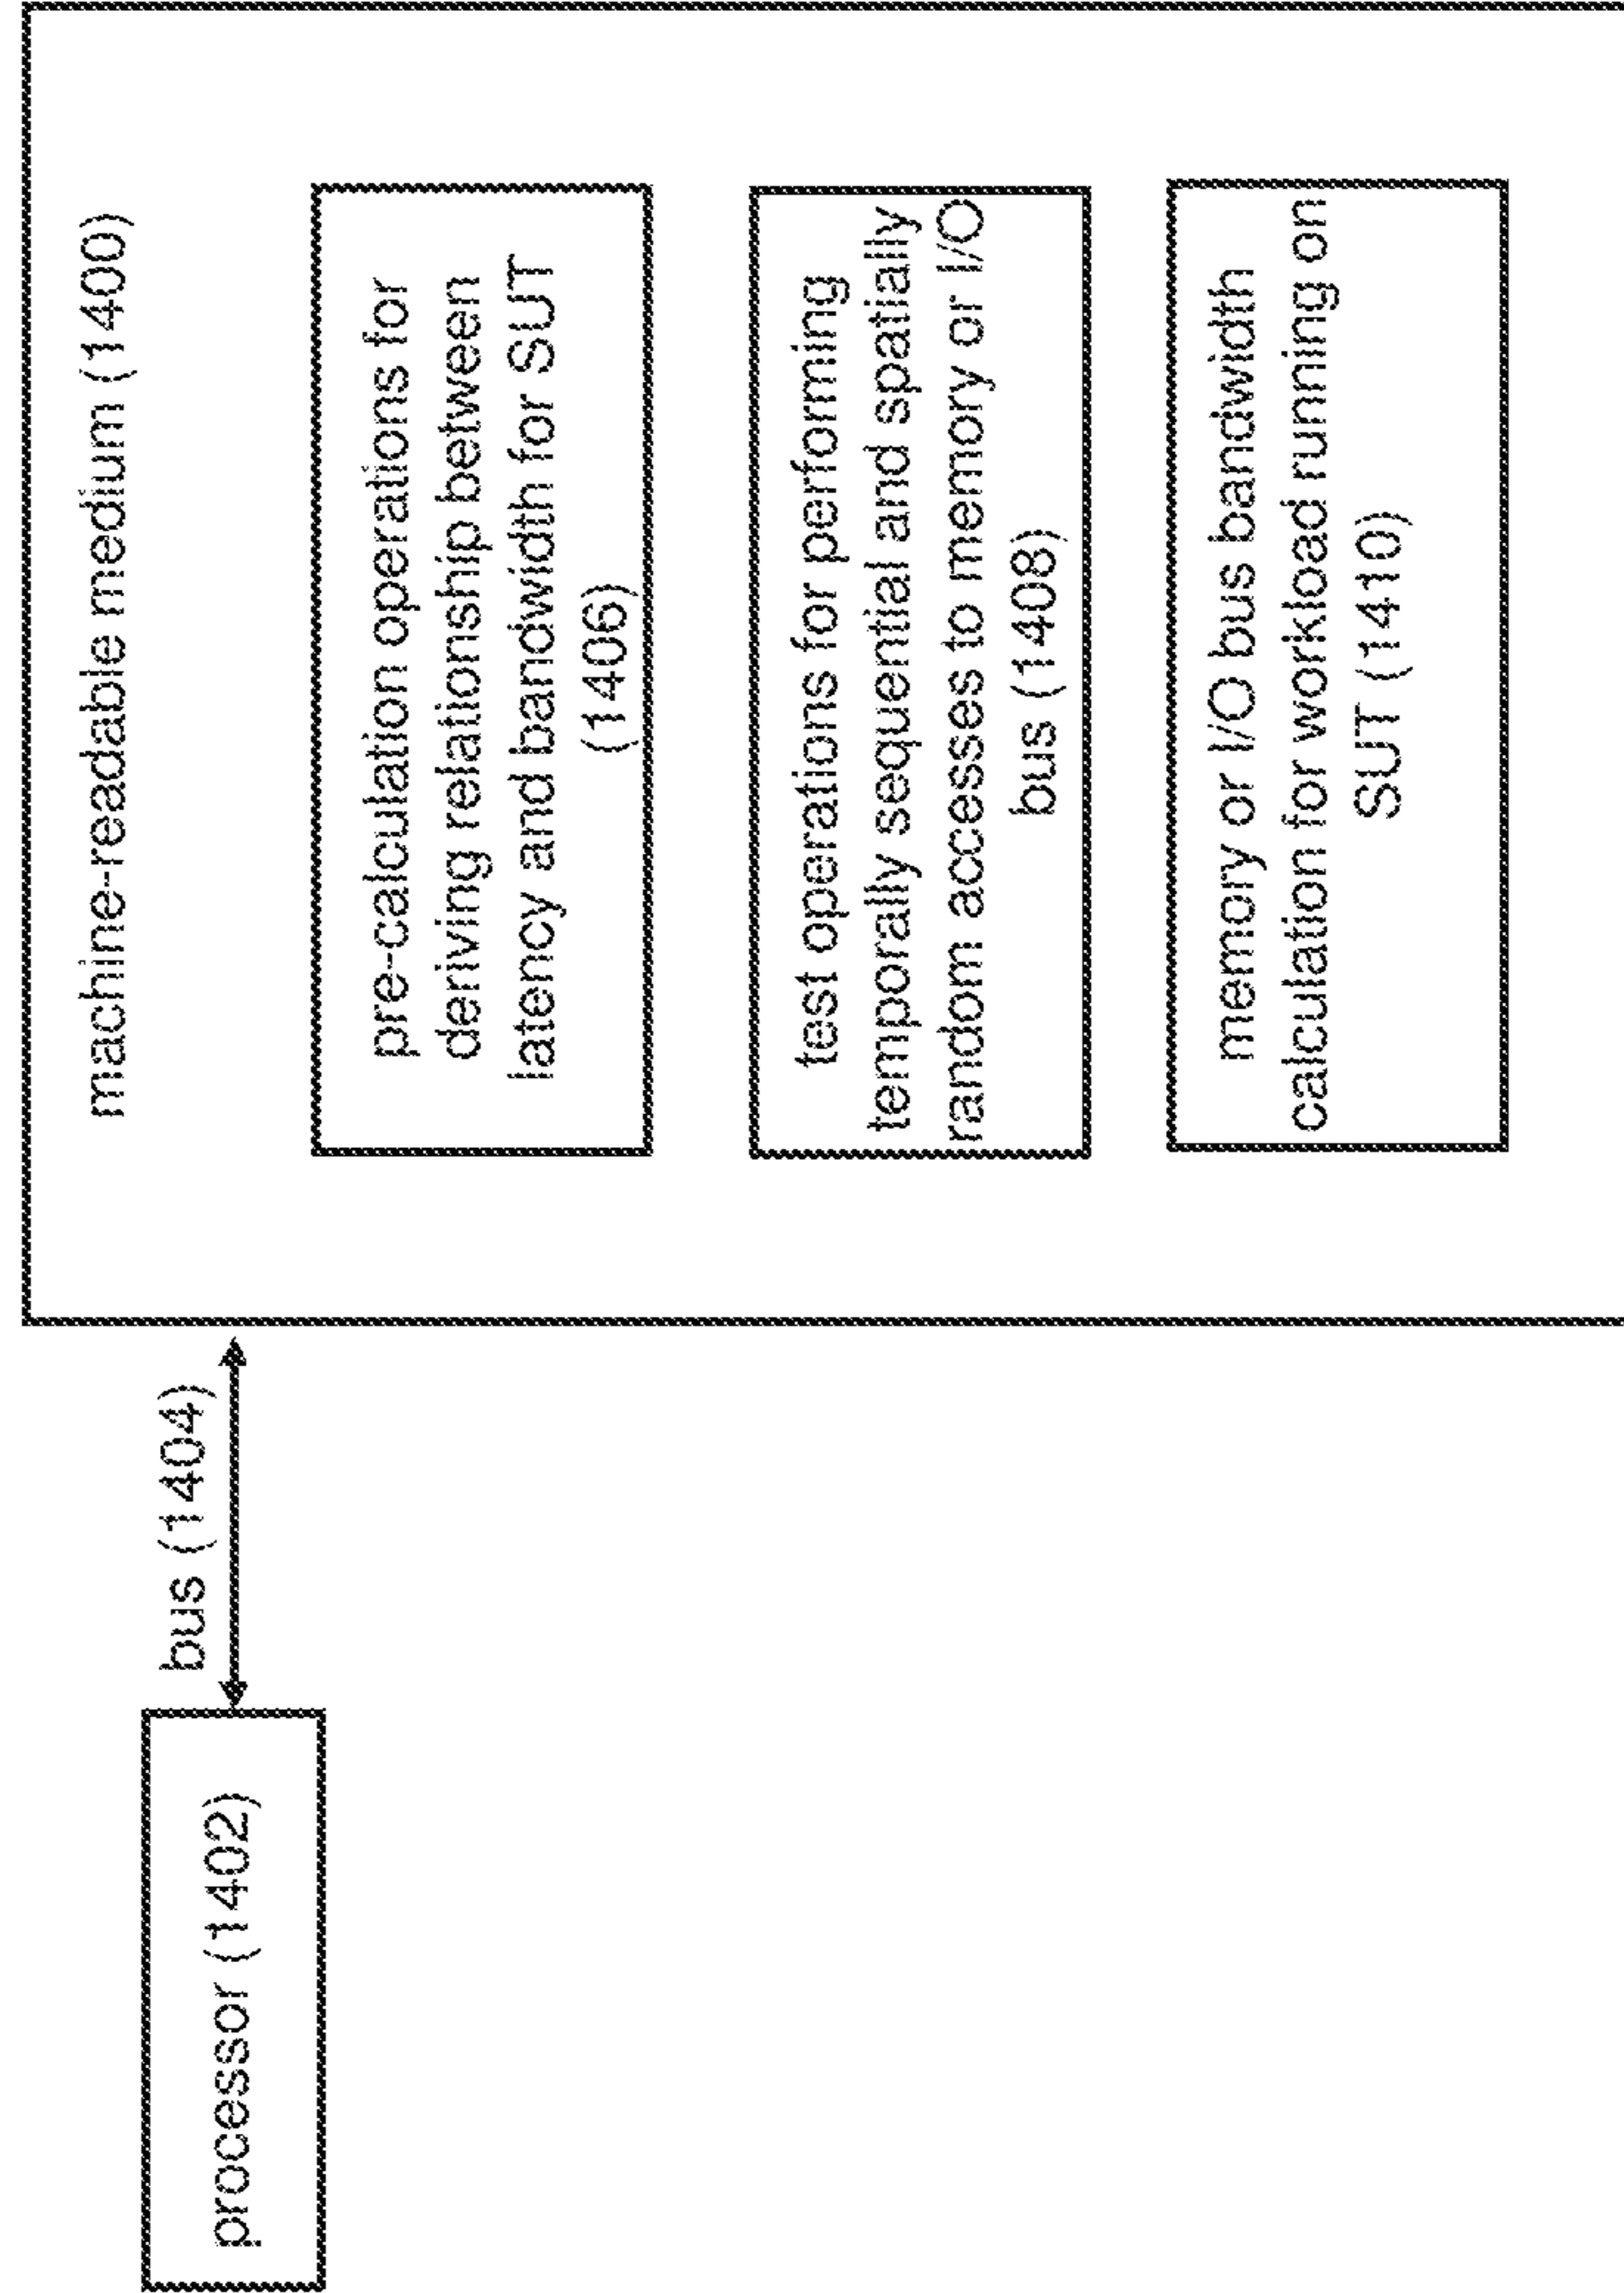 processor (1402)
bus (1404)
machine-readable medium (1400)
pre-calculation operations for
deriving relationship between
latency and bandwidth for SUT
(1406)
test operations for performing
temporally sequential and spatially
random accesses to memory or I/O
bus (1408)
memory or I/O bus bandwidth
calculation for workload running on
SUT (1410)